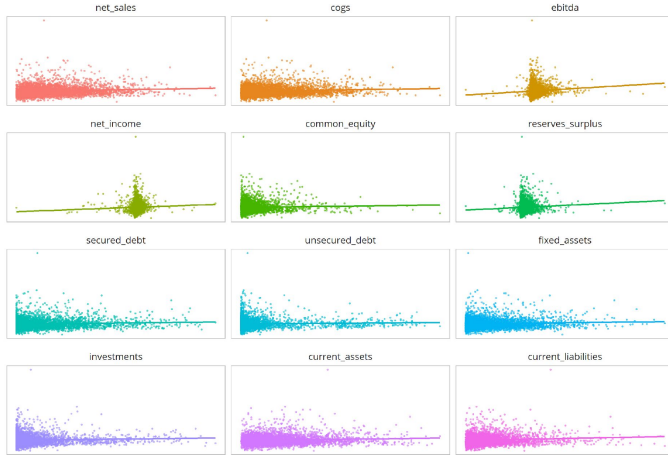 net_sales
cogs
ebitda
net_income
common_equity
reserves_surplus
secured_debt
unsecured_debt
fixed_assets
investments
current_assets
current_liabilities